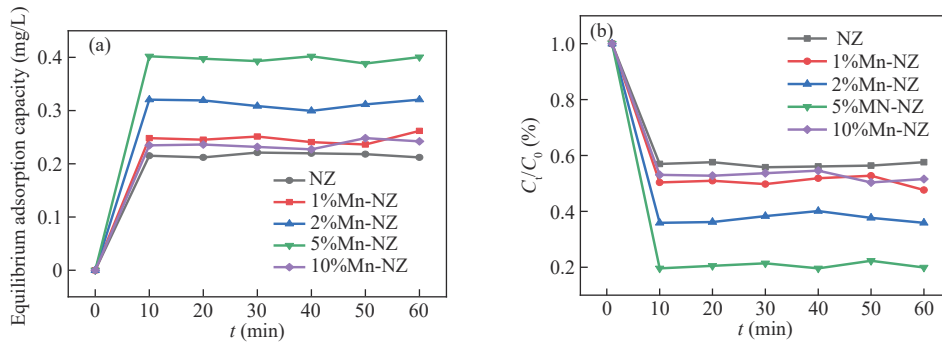 Equilibrium adsorption capacity (mg/L)
(a)
0.4
0.3
0.2
0.1
0
NZ
1%Mn-NZ
2%Mn-NZ
5%Mn-NZ
10%Mn-NZ
0 10 20 30 40 50 60
t (min)
Ct/C0 (%)
(b)
1.0
0.8
0.6
0.4
0.2
NZ
1%Mn-NZ
2%Mn-NZ
5%MN-NZ
10%Mn-NZ
0 10 20 30 40 50 60
t (min)